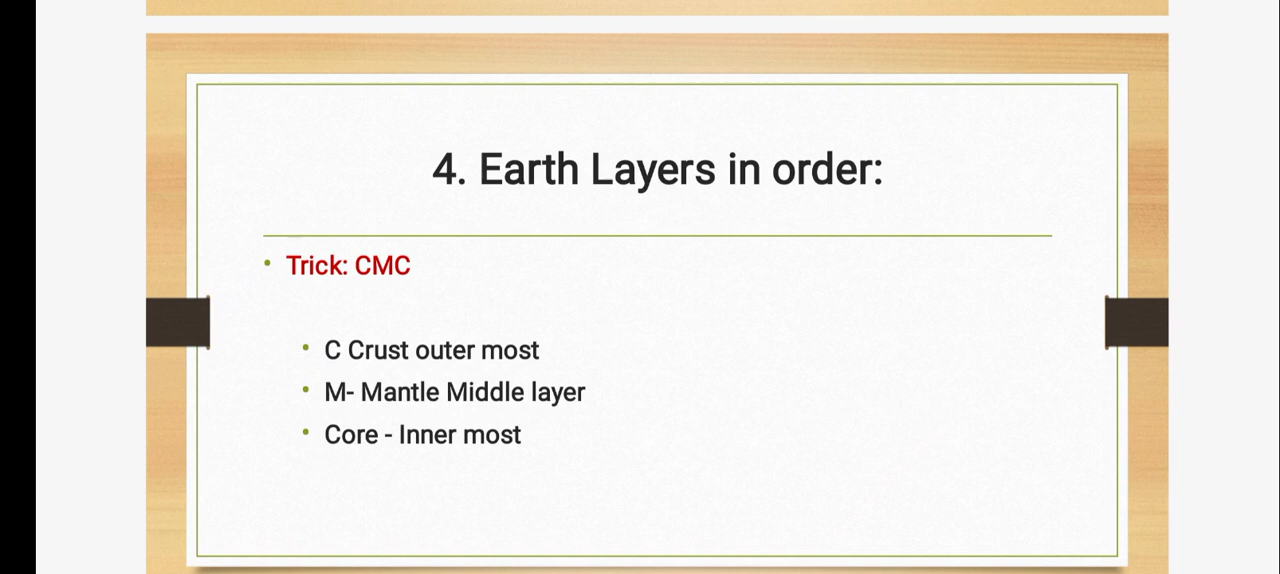 4. Earth Layers in order:
• Trick: CMC
• C Crust outer most
• M- Mantle Middle layer
• Core - Inner most